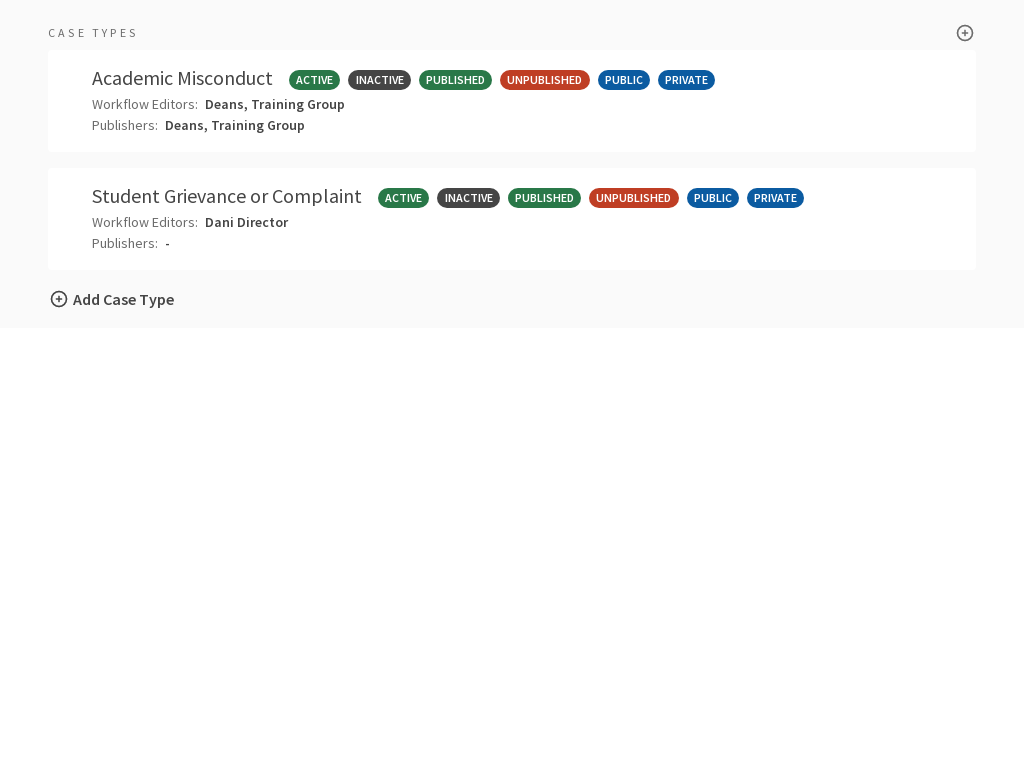 CASE TYPES
Academic Misconduct ACTIVE INACTIVE PUBLISHED UNPUBLISHED PUBLIC PRIVATE
Workflow Editors: Deans, Training Group
Publishers: Deans, Training Group
Student Grievance or Complaint ACTIVE INACTIVE PUBLISHED UNPUBLISHED PUBLIC PRIVATE
Workflow Editors: Dani Director
Publishers: -
Add Case Type